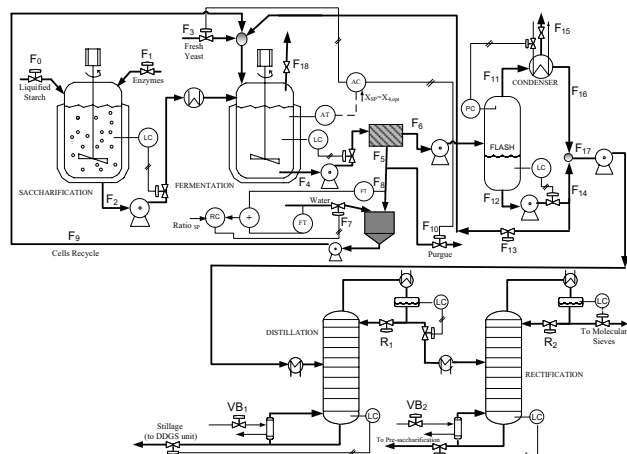 F0
Liquified
Starch
F1
Enzymes
LC
SACCHARIFICATION
F2
F3
Fresh
Yeast
F18
AC
XSP=X4,opt
AT
LC
FERMENTATION
F4
F5
F6
F8
FT
Water
F7
RC
÷
FT
Ratio SP
F9
Cells Recycle
F10
Purgue
F11
F15
CONDENSER
PC
F16
FLASH
F17
LC
F12
F14
F13
DISTILLATION
LC
R1
VB1
LC
Stillage
(to DDGS unit)
LC
R2
To Molecular
Sieves
RECTIFICATION
VB2
LC
To Pre-saccharification